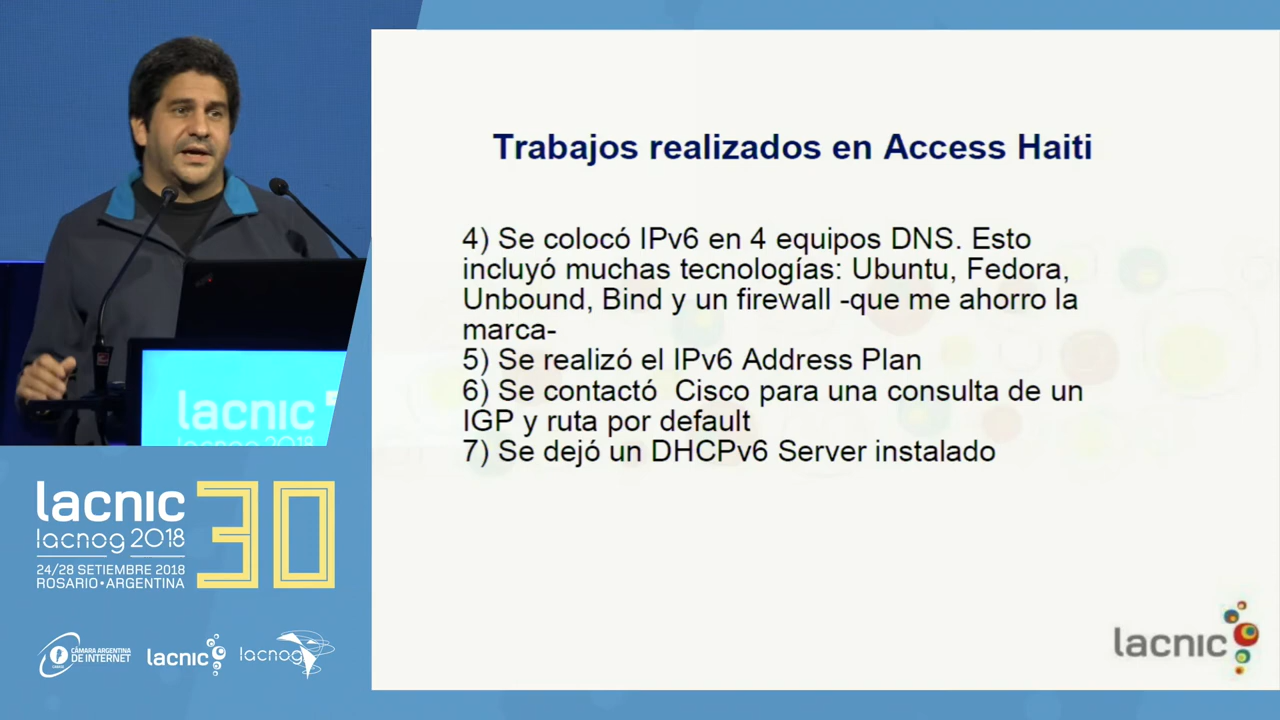 Trabajos realizados en Access Haiti
4) Se colocó IPv6 en 4 equipos DNS. Esto
incluyó muchas tecnologías: Ubuntu, Fedora,
Unbound, Bind y un firewall -que me ahorro la
marca-
5) Se realizó el IPv6 Address Plan
6) Se contactó  Cisco para una consulta de un
IGP y ruta por default
7) Se dejó un DHCPv6 Server instalado
lacnic
lacnic
lacnog 2018
lacnic 30
lacnog 2018
24/28 SETIEMBRE 2018
ROSARIO•ARGENTINA
CÁMARA ARGENTINA
DE INTERNET
lacnic
lacnog